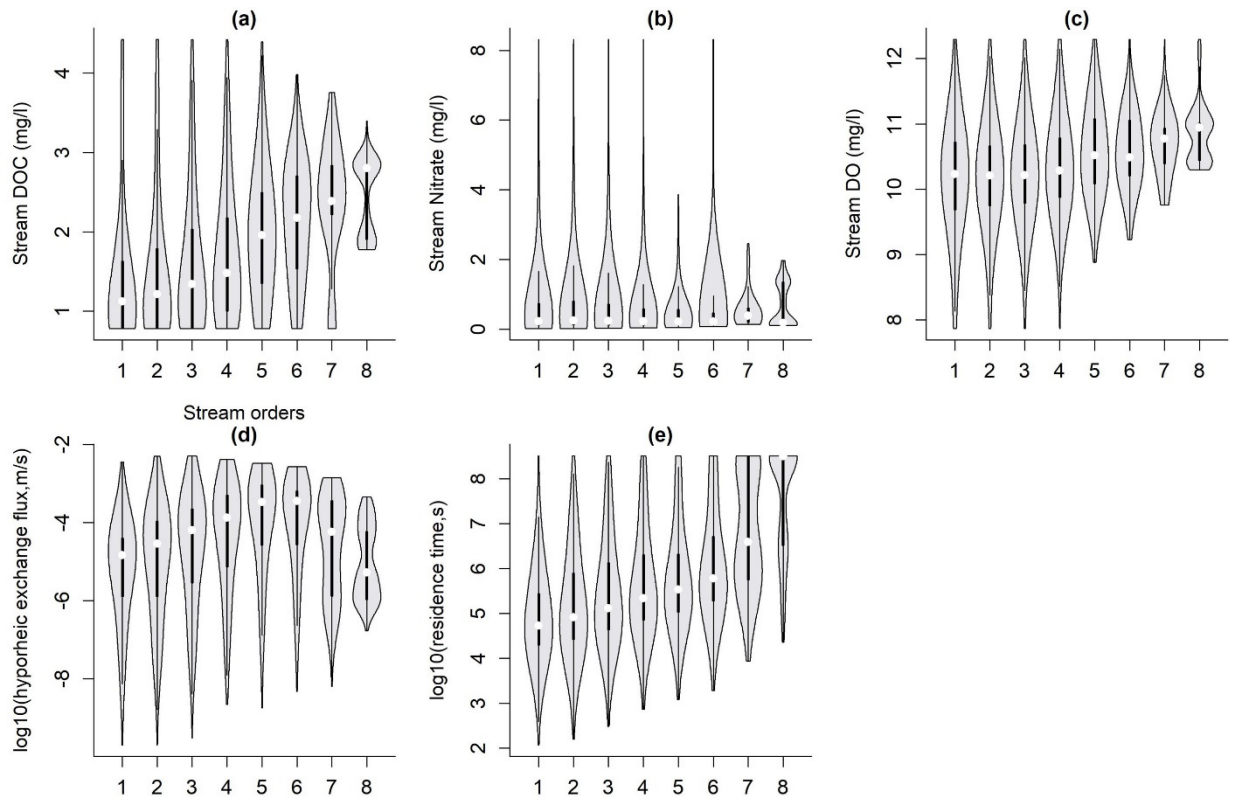 (a)
Stream DOC (mg/l)
4
3
2
1
1 2 3 4 5 6 7 8
(b)
Stream Nitrate (mg/l)
8
6
4
2
0
1 2 3 4 5 6 7 8
(c)
Stream DO (mg/l)
12
11
10
9
8
1 2 3 4 5 6 7 8
Stream orders
(d)
log10(hyporheic exchange flux,m/s)
-2
-4
-6
-8
1 2 3 4 5 6 7 8
(e)
log10(residence time,s)
8
7
6
5
4
3
2
1 2 3 4 5 6 7 8